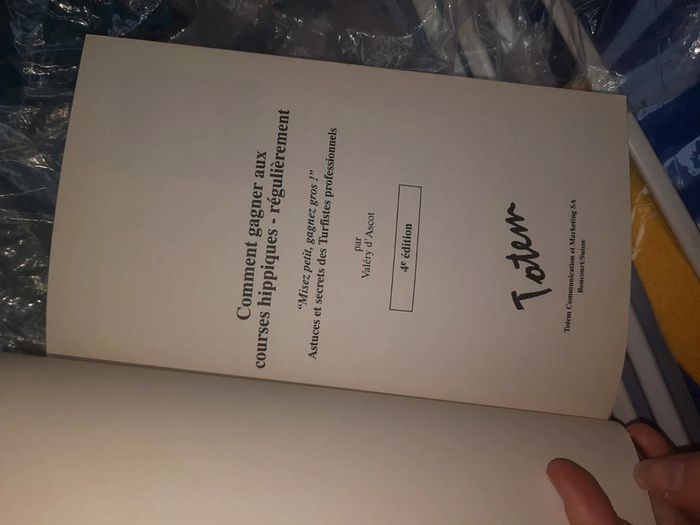 Comment gagner aux
courses hippiques - régulièrement
“Misez petit, gagnez gros !”
Astuces et secrets des Turfistes professionnels
par
Valéry d’Ascot
4e édition
Totem
Totem Communication et Marketing SA
Boncourt/Suisse